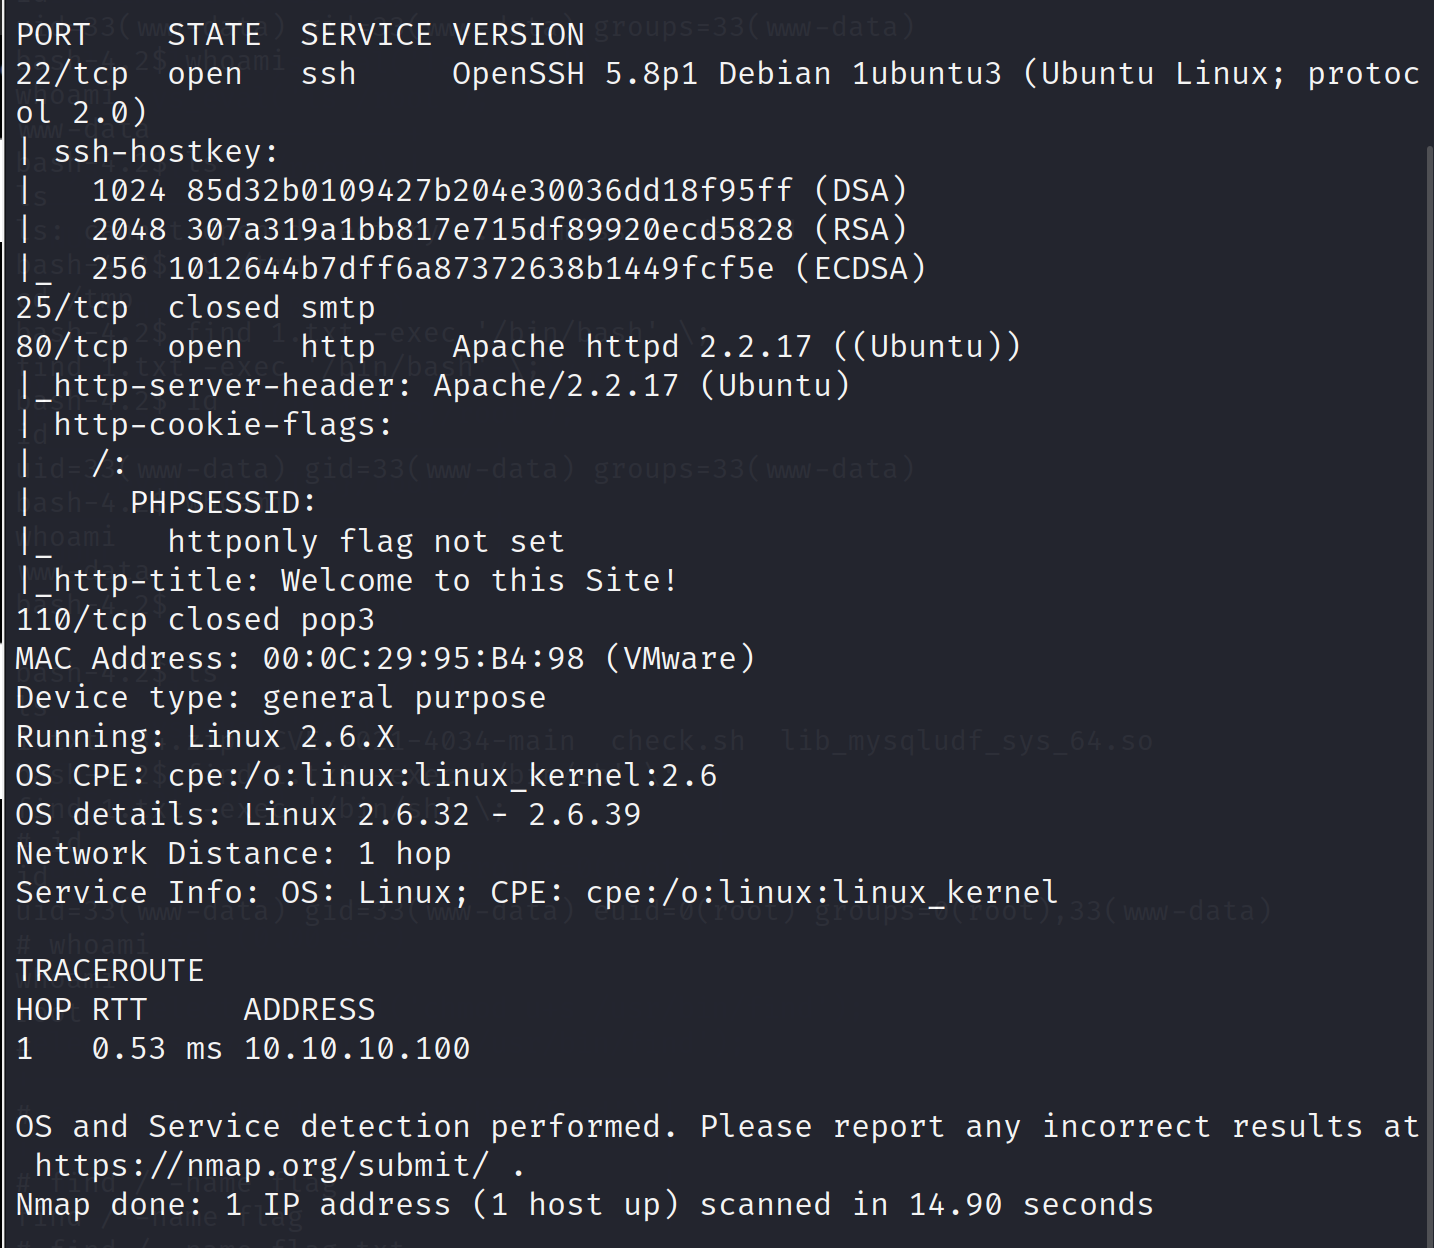 PORT    STATE  SERVICE VERSION
22/tcp  open   ssh     OpenSSH 5.8p1 Debian 1ubuntu3 (Ubuntu Linux; protoc
ol 2.0)
| ssh-hostkey:
|   1024 85d32b0109427b204e30036dd18f95ff (DSA)
|   2048 307a319a1bb817e715df89920ecd5828 (RSA)
|_  256 1012644b7dff6a87372638b1449fcf5e (ECDSA)
25/tcp  closed smtp
80/tcp  open   http    Apache httpd 2.2.17 ((Ubuntu))
|_http-server-header: Apache/2.2.17 (Ubuntu)
| http-cookie-flags:
|   /:
|     PHPSESSID:
|_      httponly flag not set
|_http-title: Welcome to this Site!
110/tcp closed pop3
MAC Address: 00:0C:29:95:B4:98 (VMware)
Device type: general purpose
Running: Linux 2.6.X
OS CPE: cpe:/o:linux:linux_kernel:2.6
OS details: Linux 2.6.32 - 2.6.39
Network Distance: 1 hop
Service Info: OS: Linux; CPE: cpe:/o:linux:linux_kernel

TRACEROUTE
HOP RTT     ADDRESS
1   0.53 ms 10.10.10.100

OS and Service detection performed. Please report any incorrect results at
 https://nmap.org/submit/ .
Nmap done: 1 IP address (1 host up) scanned in 14.90 seconds